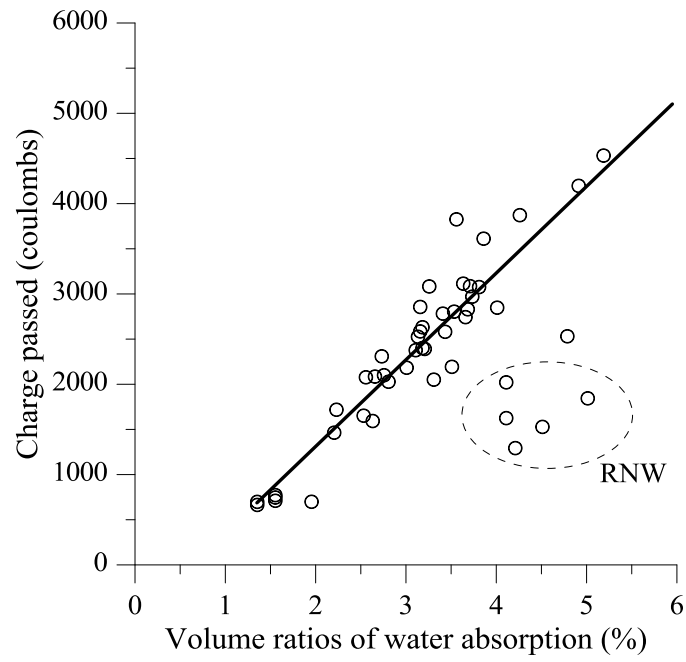 6000
5000
4000
3000
2000
1000
0
Charge passed (coulombs)
RNW
0 1 2 3 4 5 6
Volume ratios of water absorption (%)